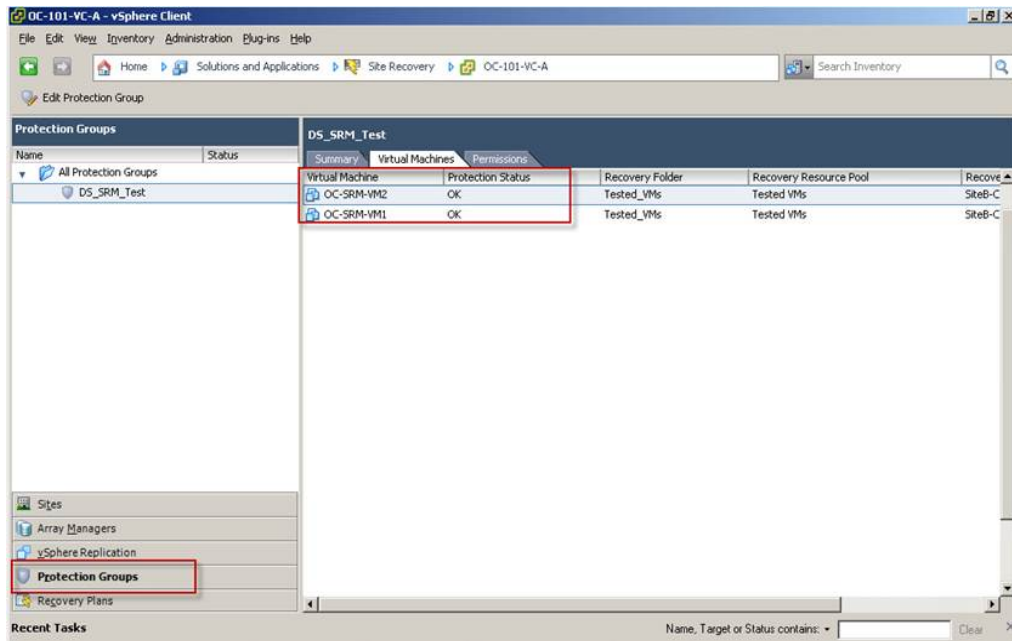 OC-101-VC-A - vSphere Client
File Edit View Inventory Administration Plug-ins Help
Home Solutions and Applications Site Recovery OC-101-VC-A Search Inventory
Edit Protection Group
Protection Groups
Name Status
All Protection Groups
DS_SRM_Test
DS_SRM_Test
Summary Virtual Machines Permissions
Virtual Machine Protection Status Recovery Folder Recovery Resource Pool Recove
OC-SRM-VM2 OK Tested_VMs Tested VMs SiteB-C
OC-SRM-VM1 OK Tested_VMs Tested VMs SiteB-C
Sites
Array Managers
vSphere Replication
Protection Groups
Recovery Plans
Recent Tasks Name, Target or Status contains: Clear